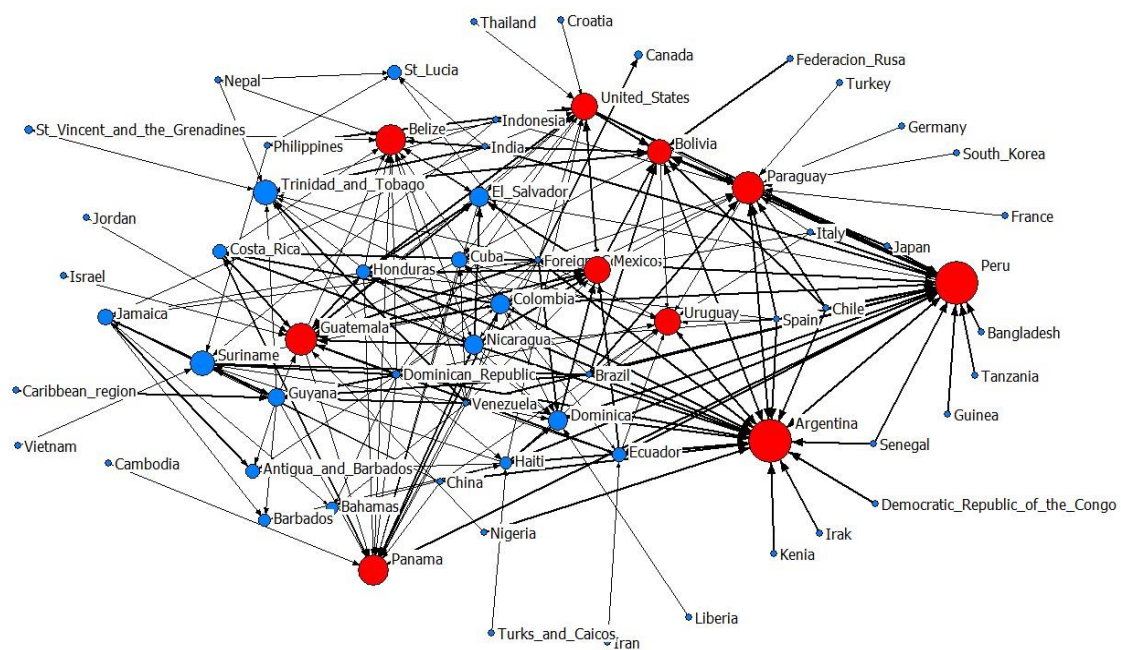 Thailand
Croatia
Canada
Federacion_Rusa
Nepal
St_Lucia
Turkey
United_States
St_Vincent_and_the_Grenadines
Belize
Indonesia
Germany
Philippines
India
Bolivia
South_Korea
Trinidad_and_Tobago
El_Salvador
Paraguay
Jordan
France
Costa_Rica
Italy
Japan
Israel
Honduras
Cuba
Mexico
Peru
Jamaica
Colombia
Guatemala
Uruguay
Spain
Chile
Nicaragua
Bangladesh
Suriname
Dominican_Republic
Brazil
Tanzania
Caribbean_region
Guyana
Venezuela
Dominica
Guinea
Argentina
Vietnam
Senegal
Cambodia
Antigua_and_Barbados
Haiti
Ecuador
China
Bahamas
Democratic_Republic_of_the_Congo
Barbados
Nigeria
Irak
Panama
Kenia
Liberia
Turks_and_Caicos
Iran